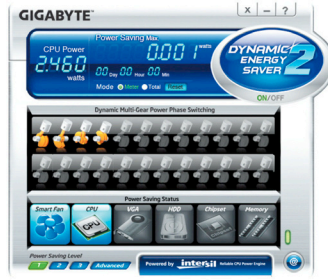 GIGABYTE™
x – ?
CPU Power
2.460
watts
Power Saving Max.
0.001 watts
00 Day 00 Hour 00 Min
Mode Meter Total Reset
DYNAMIC
ENERGY
SAVER 2
ON/OFF
Dynamic Multi-Gear Power Phase Switching
Power Saving Status
Smart Fan CPU VGA HDD Chipset Memory
Power Saving Level
1 2 3 Advanced
Powered by intersil Reliable CPU Power Engine